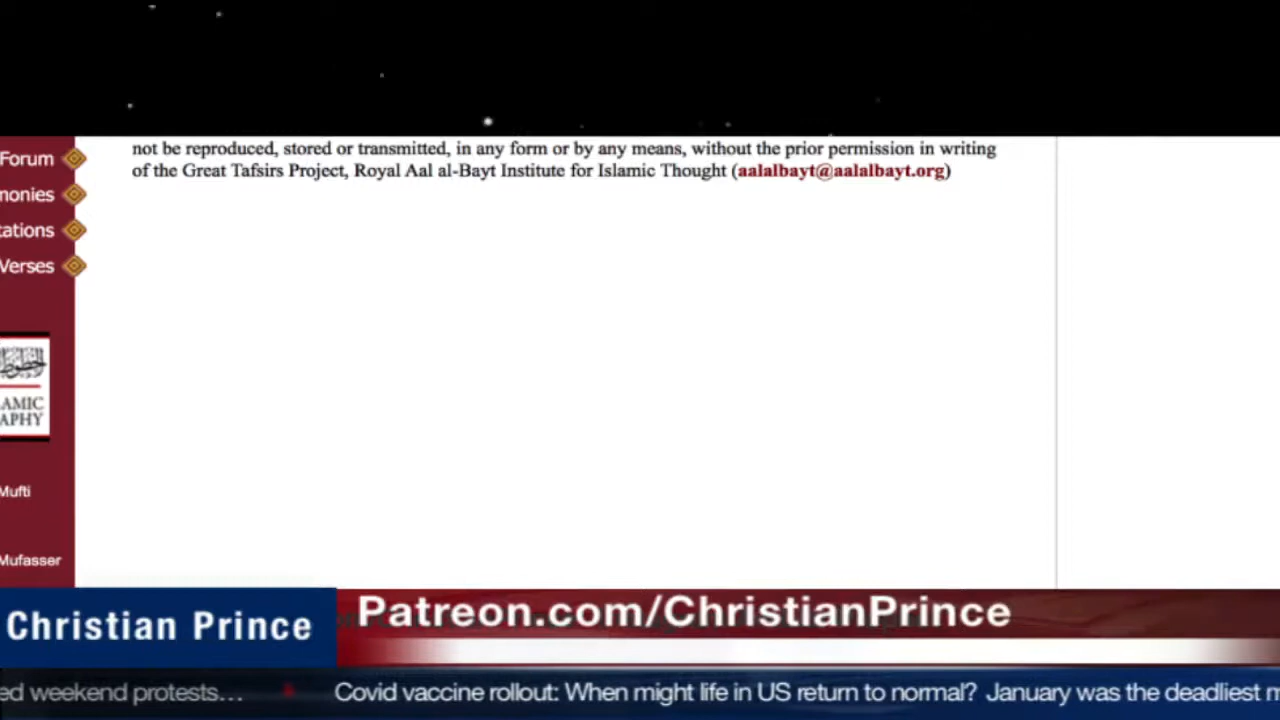 not be reproduced, stored or transmitted, in any form or by any means, without the prior permission in writing
of the Great Tafsirs Project, Royal Aal al-Bayt Institute for Islamic Thought (aalalbayt@aalalbayt.org)
Forum
monies
tations
Verses
AMIC
APHY
Mufti
Mufasser
Christian Prince
Patreon.com/ChristianPrince
ed weekend protests... Covid vaccine rollout: When might life in US return to normal? January was the deadliest m